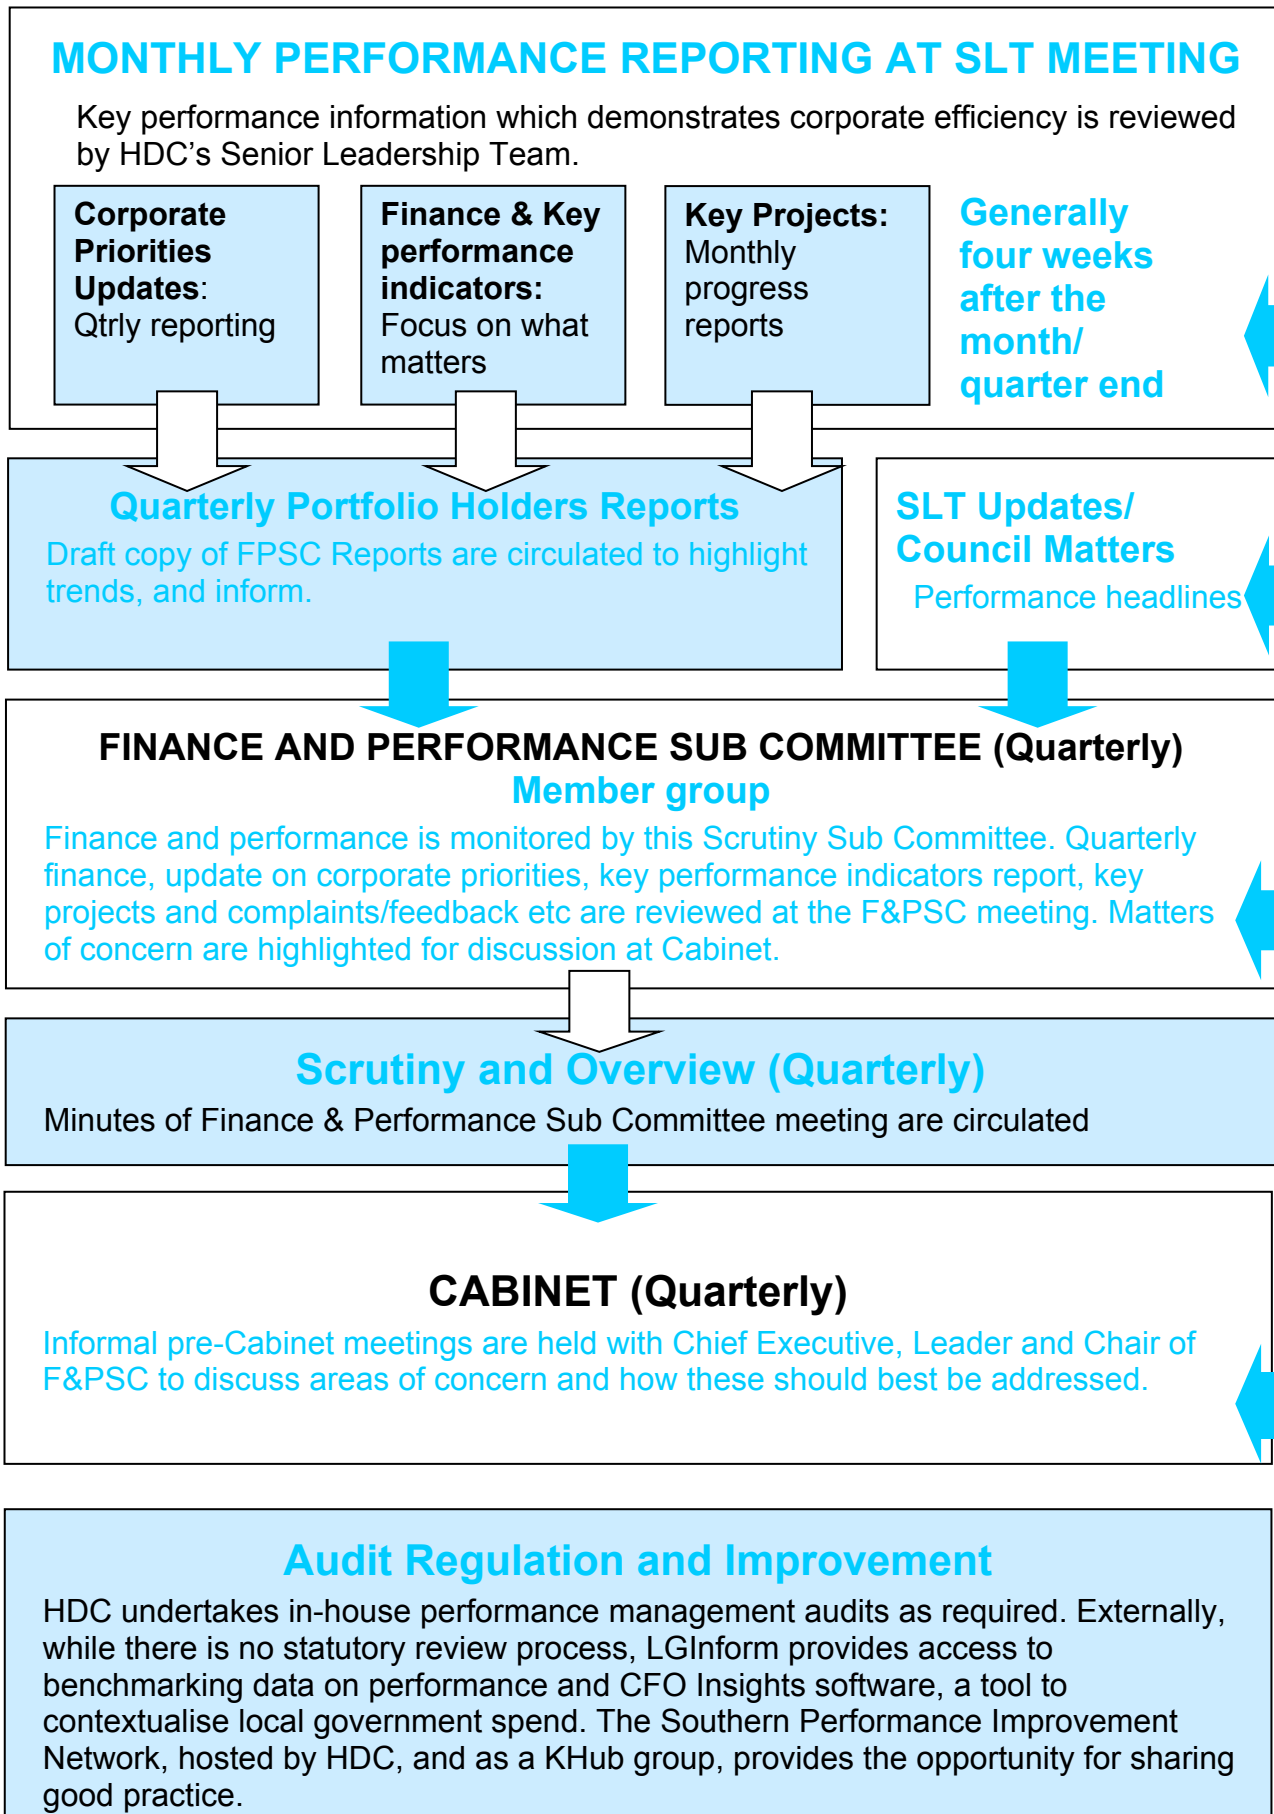 MONTHLY PERFORMANCE REPORTING AT SLT MEETING
Key performance information which demonstrates corporate efficiency is reviewed
by HDC’s Senior Leadership Team.
Corporate
Priorities
Updates:
Qtrly reporting
Finance & Key
performance
indicators:
Focus on what
matters
Key Projects:
Monthly
progress
reports
Generally
four weeks
after the
month/
quarter end
Quarterly Portfolio Holders Reports
Draft copy of FPSC Reports are circulated to highlight
trends, and inform.
SLT Updates/
Council Matters
Performance headlines
FINANCE AND PERFORMANCE SUB COMMITTEE (Quarterly)
Member group
Finance and performance is monitored by this Scrutiny Sub Committee. Quarterly
finance, update on corporate priorities, key performance indicators report, key
projects and complaints/feedback etc are reviewed at the F&PSC meeting. Matters
of concern are highlighted for discussion at Cabinet.
Scrutiny and Overview (Quarterly)
Minutes of Finance & Performance Sub Committee meeting are circulated
CABINET (Quarterly)
Informal pre-Cabinet meetings are held with Chief Executive, Leader and Chair of
F&PSC to discuss areas of concern and how these should best be addressed.
Audit Regulation and Improvement
HDC undertakes in-house performance management audits as required. Externally,
while there is no statutory review process, LGInform provides access to
benchmarking data on performance and CFO Insights software, a tool to
contextualise local government spend. The Southern Performance Improvement
Network, hosted by HDC, and as a KHub group, provides the opportunity for sharing
good practice.